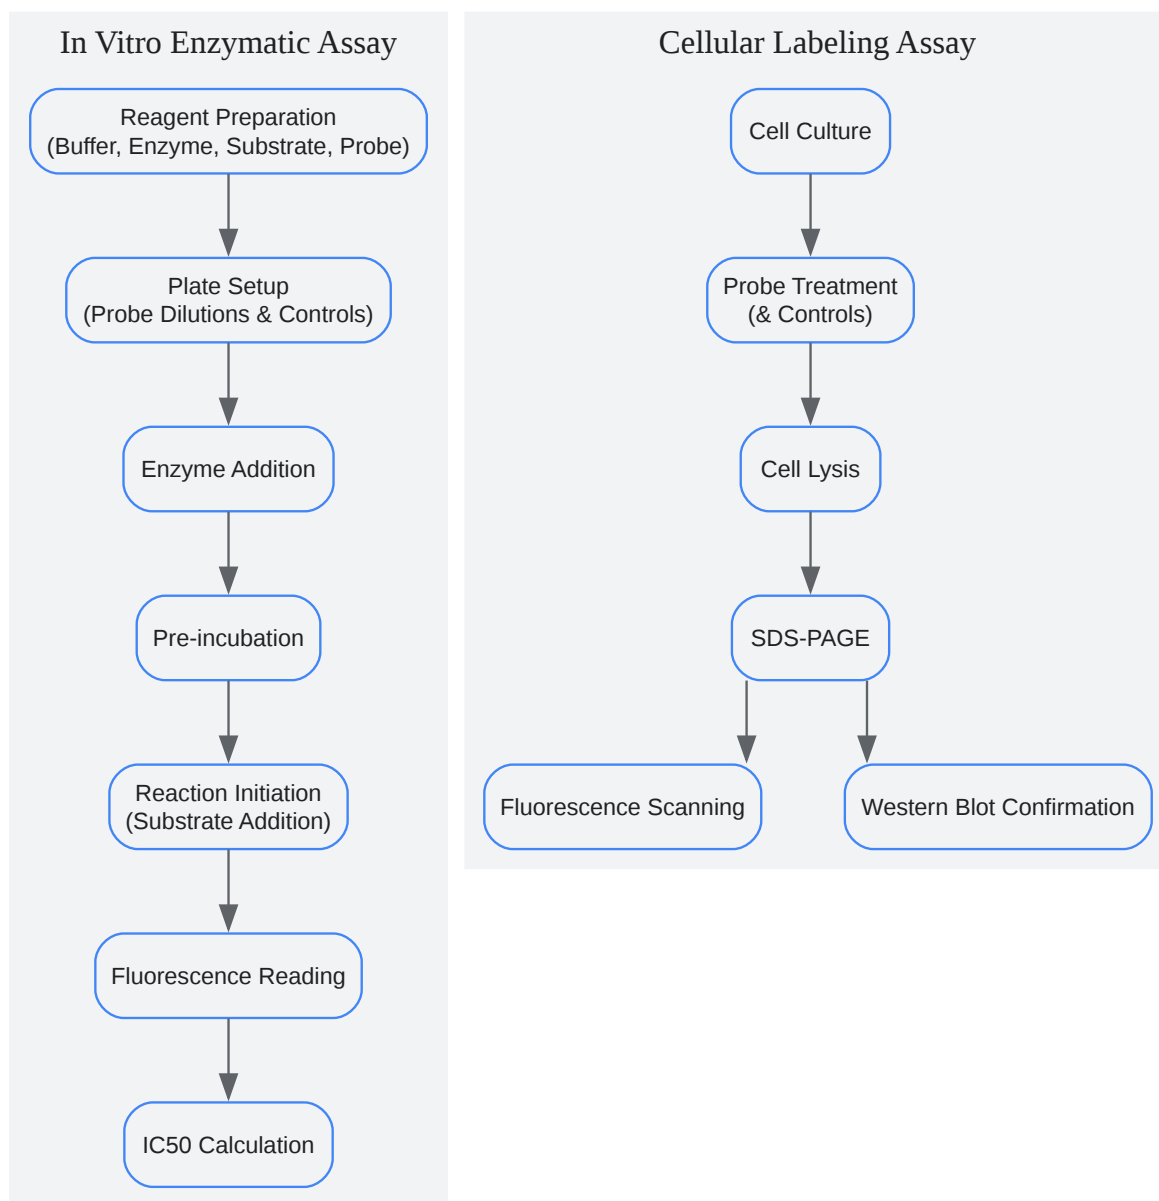 In Vitro Enzymatic Assay
Reagent Preparation
(Buffer, Enzyme, Substrate, Probe)
Plate Setup
(Probe Dilutions & Controls)
Enzyme Addition
Pre-incubation
Reaction Initiation
(Substrate Addition)
Fluorescence Reading
IC50 Calculation
Cellular Labeling Assay
Cell Culture
Probe Treatment
(& Controls)
Cell Lysis
SDS-PAGE
Fluorescence Scanning
Western Blot Confirmation